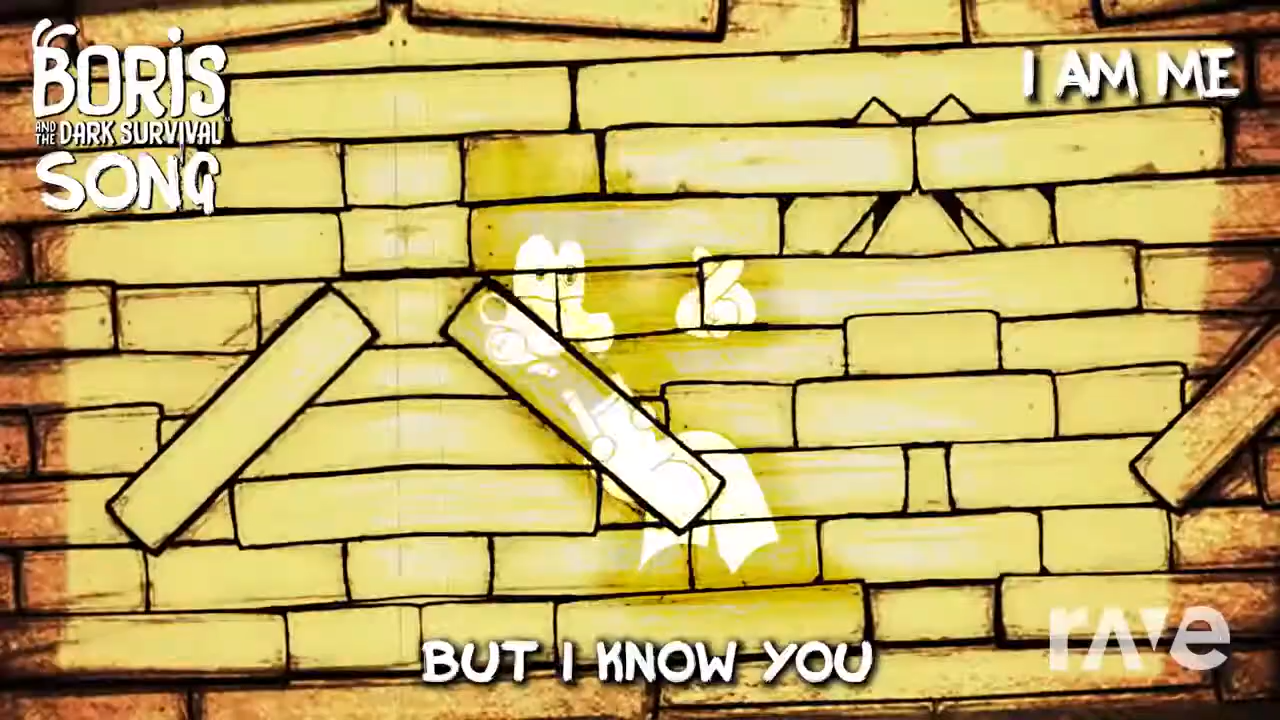 BORIS
AND THE DARK SURVIVAL
SONG
I AM ME
BUT I KNOW YOU
rave